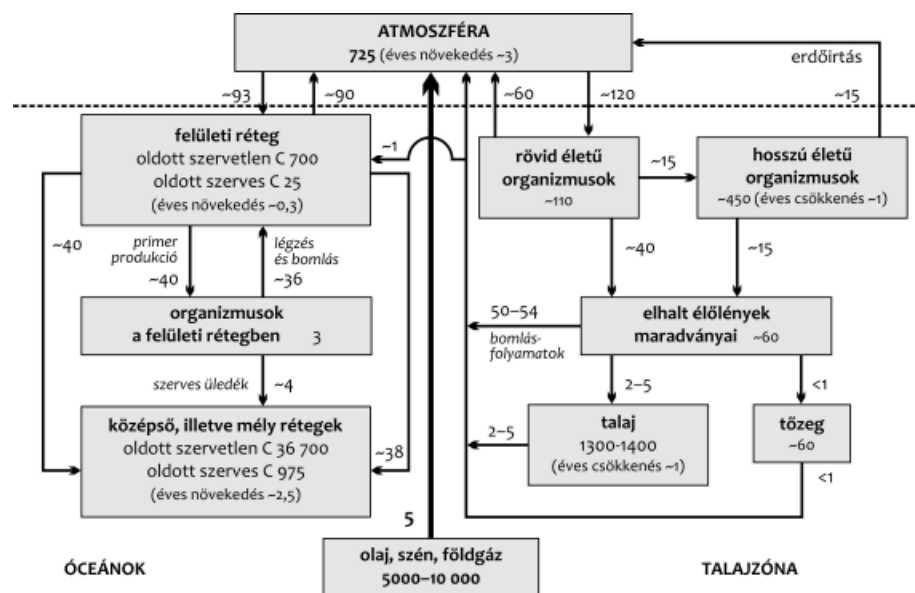 ATMOSZFÉRA
725 (éves növekedés ~3)
erdőirtás
~93
~90
~60
~120
~15
felületi réteg
oldott szervetlen C 700
oldott szerves C 25
(éves növekedés ~0,3)
~1
rövid életű
organizmusok
~110
~15
hosszú életű
organizmusok
~450 (éves csökkenés ~1)
~40
primer
produkció
~40
légzés
és bomlás
~36
~40
~15
organizmusok
a felületi rétegben 3
50–54
bomlás-
folyamatok
elhalt élőlények
maradványai ~60
szerves üledék ~4
2–5
<1
középső, illetve mély rétegek
oldott szervetlen C 36 700
oldott szerves C 975
(éves növekedés ~2,5)
~38
2–5
talaj
1300-1400
(éves csökkenés ~1)
tőzeg
~60
<1
5
olaj, szén, földgáz
5000–10 000
ÓCEÁNOK
TALAJZÓNA